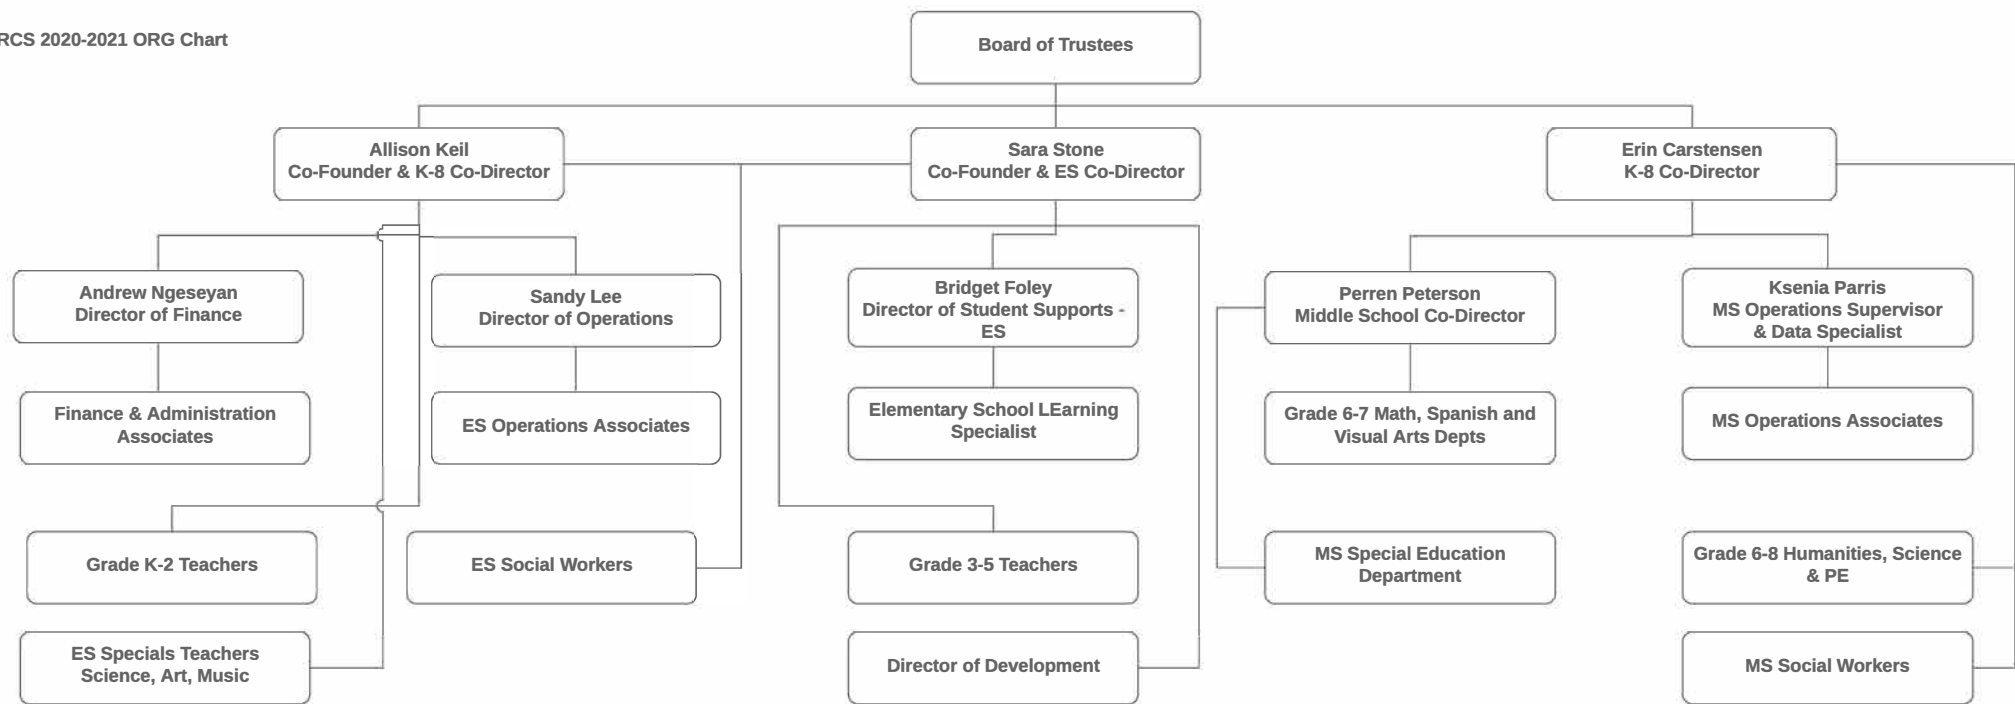 RCS 2020-2021 ORG Chart
Board of Trustees
Allison Keil
Co-Founder & K-8 Co-Director
Sara Stone
Co-Founder & ES Co-Director
Erin Carstensen
K-8 Co-Director
Andrew Ngeseyan
Director of Finance
Sandy Lee
Director of Operations
Bridget Foley
Director of Student Supports -
ES
Perren Peterson
Middle School Co-Director
Ksenia Parris
MS Operations Supervisor
& Data Specialist
Finance & Administration
Associates
ES Operations Associates
Elementary School LEarning
Specialist
Grade 6-7 Math, Spanish and
Visual Arts Depts
MS Operations Associates
Grade K-2 Teachers
ES Social Workers
Grade 3-5 Teachers
MS Special Education
Department
Grade 6-8 Humanities, Science
& PE
ES Specials Teachers
Science, Art, Music
Director of Development
MS Social Workers